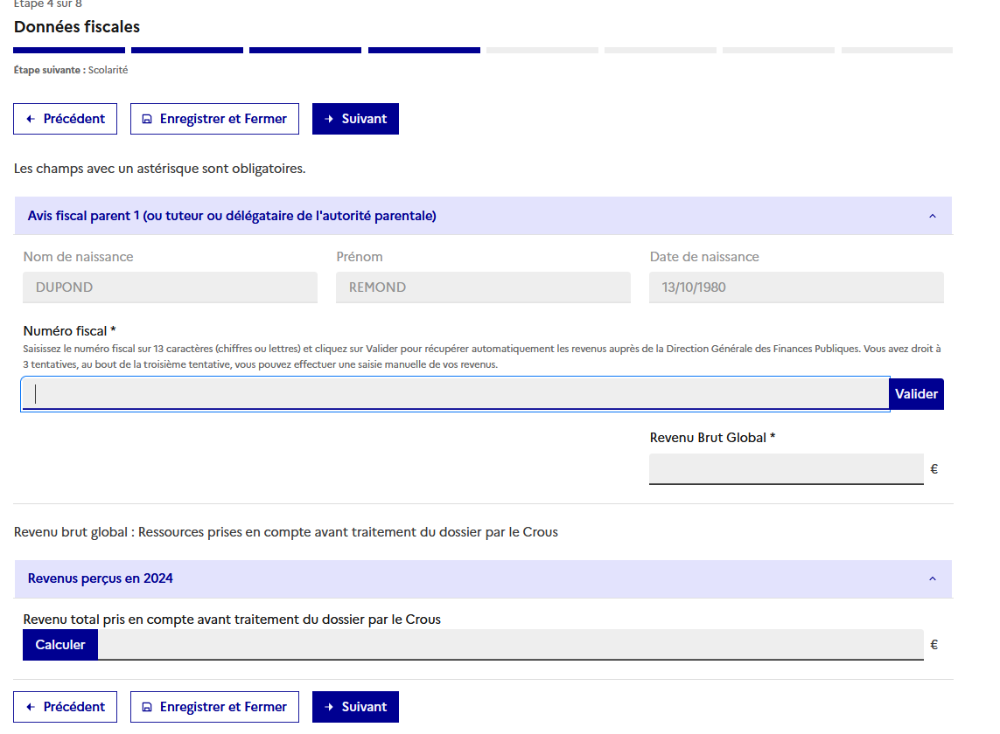 Étape 4 sur 8
Données fiscales
Étape suivante : Scolarité
Précédent
Enregistrer et Fermer
Suivant
Les champs avec un astérisque sont obligatoires.
Avis fiscal parent 1 (ou tuteur ou délégataire de l'autorité parentale)
Nom de naissance
Prénom
Date de naissance
DUPOND
REMOND
13/10/1980
Numéro fiscal *
Saisissez le numéro fiscal sur 13 caractères (chiffres ou lettres) et cliquez sur Valider pour récupérer automatiquement les revenus auprès de la Direction Générale des Finances Publiques. Vous avez droit à
3 tentatives, au bout de la troisième tentative, vous pouvez effectuer une saisie manuelle de vos revenus.
Valider
Revenu Brut Global *
€
Revenu brut global : Ressources prises en compte avant traitement du dossier par le Crous
Revenus perçus en 2024
Revenu total pris en compte avant traitement du dossier par le Crous
Calculer
€
Précédent
Enregistrer et Fermer
Suivant